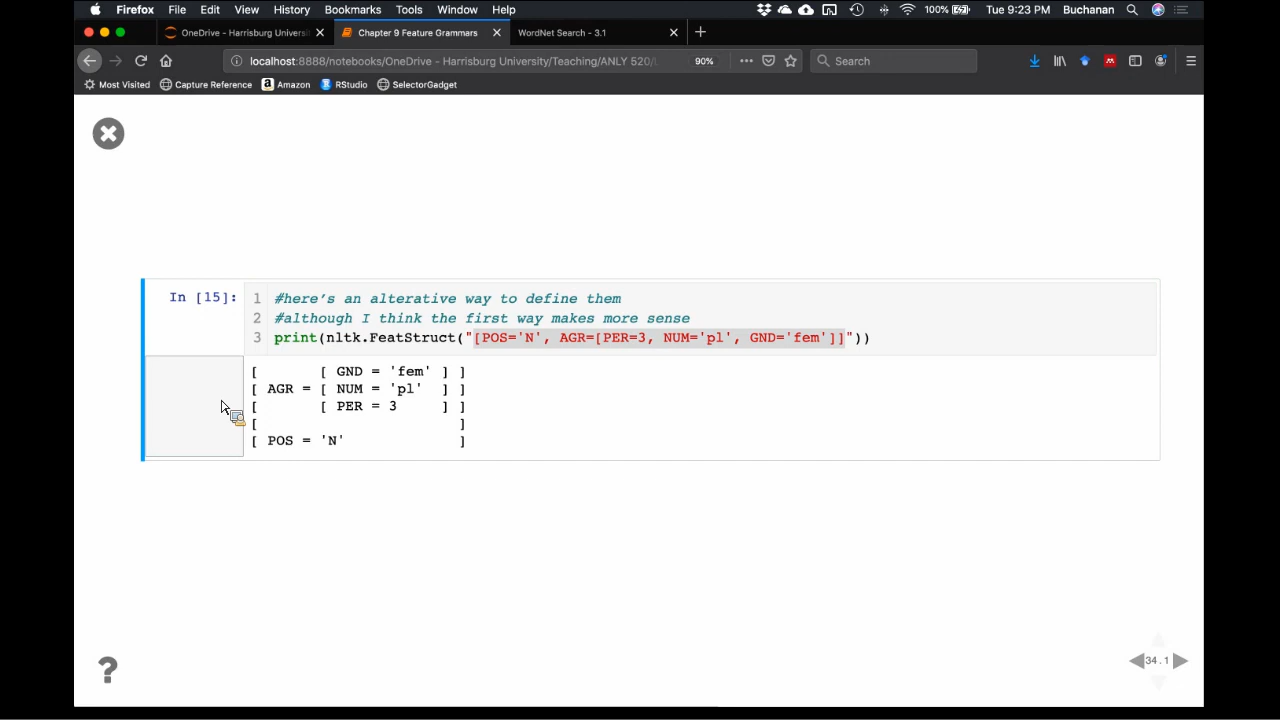 Firefox File Edit View History Bookmarks Tools Window Help 100% Tue 9:23 PM Buchanan
OneDrive - Harrisburg Universi Chapter 9 Feature Grammars WordNet Search - 3.1
localhost:8888/notebooks/OneDrive - Harrisburg University/Teaching/ANLY 520/ 90% Search
Most Visited Capture Reference Amazon RStudio SelectorGadget
In [15]: 1 #here's an alterative way to define them
2 #although I think the first way makes more sense
3 print(nltk.FeatStruct("[POS='N', AGR=[PER=3, NUM='pl', GND='fem']]"))
[ [ GND = 'fem' ] ]
[ AGR = [ NUM = 'pl' ] ]
[ [ PER = 3 ] ]
[ ]
[ POS = 'N' ]
?
34.1